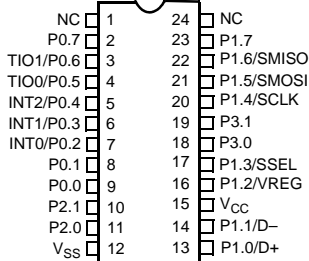 NC 1 24 NC
P0.7 2 23 P1.7
TIO1/P0.6 3 22 P1.6/SMISO
TIO0/P0.5 4 21 P1.5/SMOSI
INT2/P0.4 5 20 P1.4/SCLK
INT1/P0.3 6 19 P3.1
INT0/P0.2 7 18 P3.0
P0.1 8 17 P1.3/SSEL
P0.0 9 16 P1.2/VREG
P2.1 10 15 VCC
P2.0 11 14 P1.1/D–
VSS 12 13 P1.0/D+